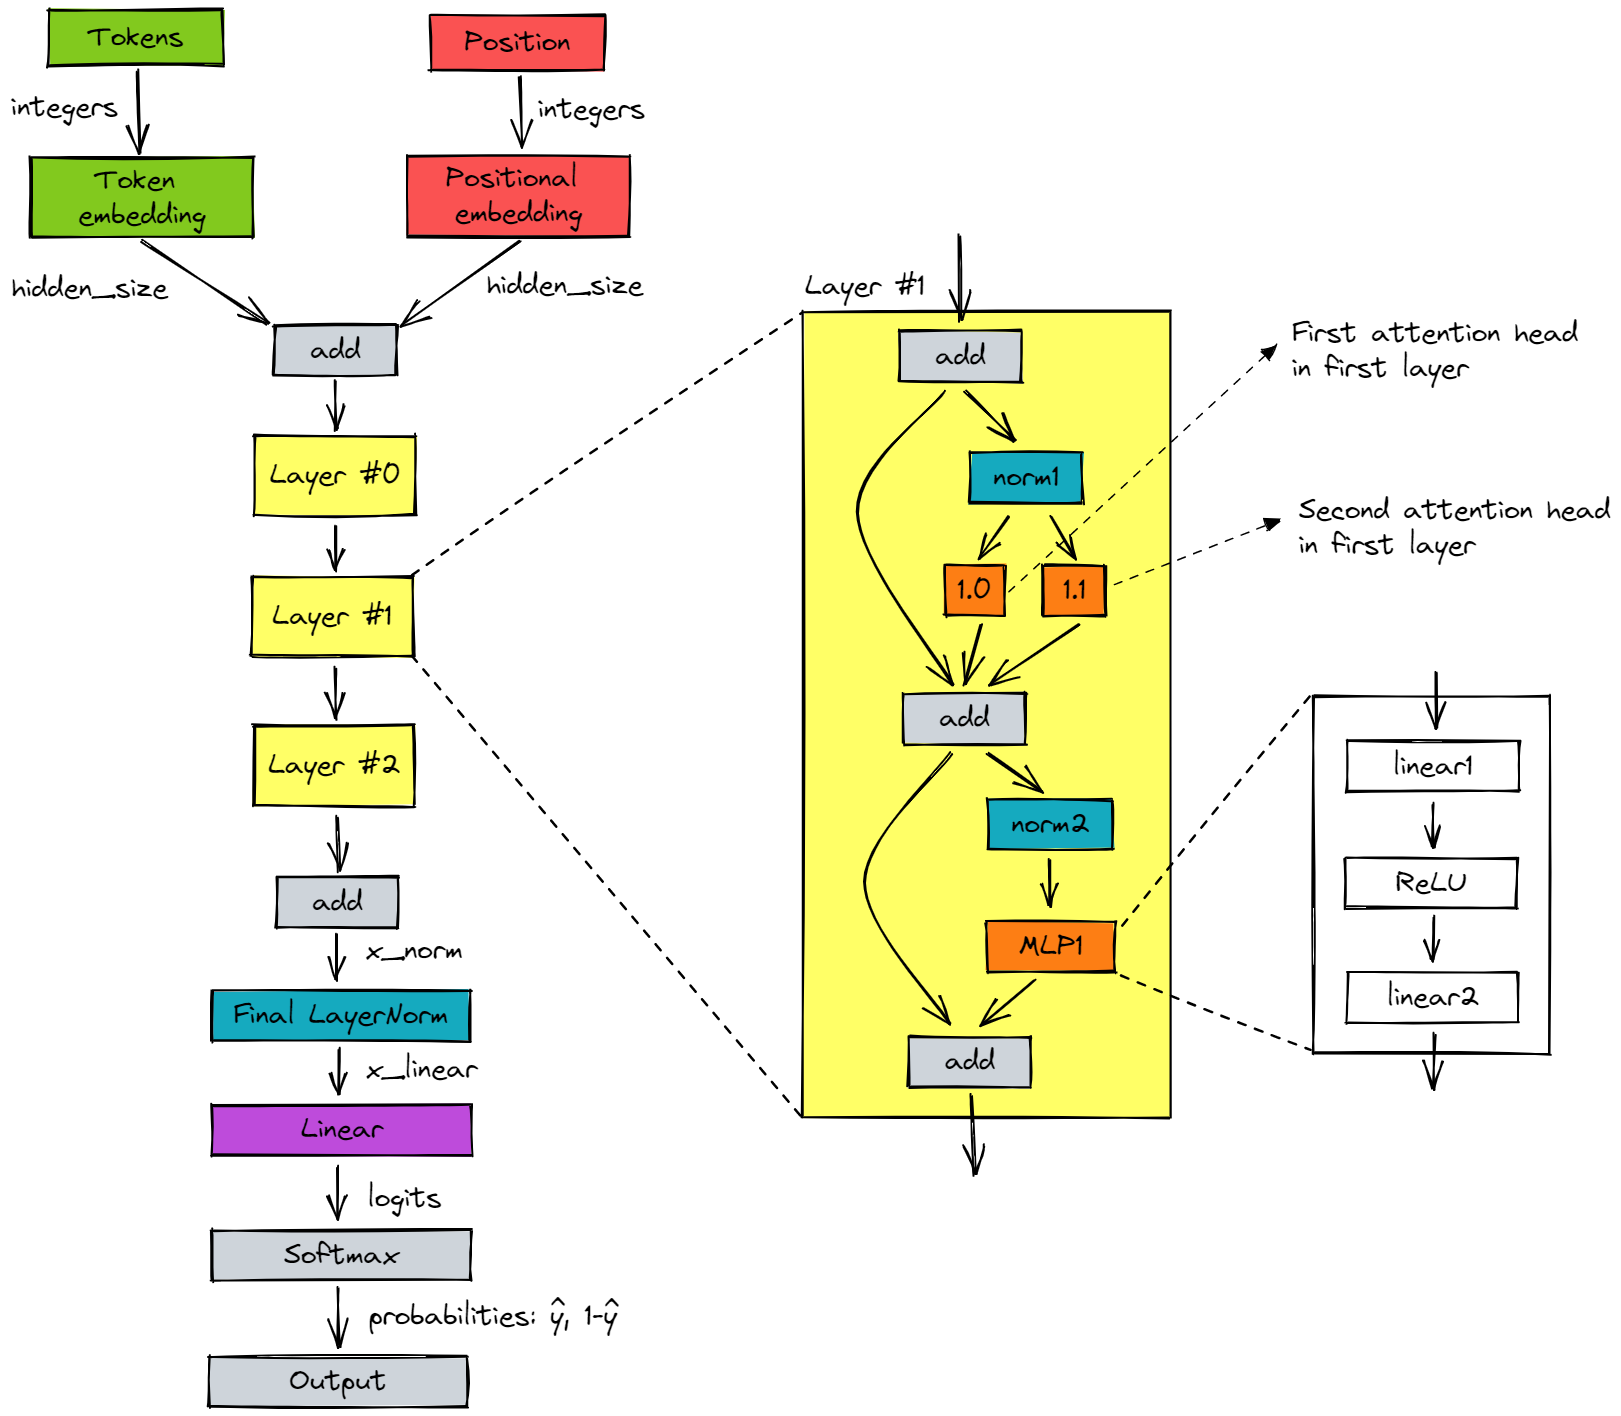 Tokens
Position
integers
integers
Token
embedding
Positional
embedding
hidden_size
hidden_size
add
Layer #0
Layer #1
Layer #2
add
x_norm
Final LayerNorm
x_linear
Linear
logits
Softmax
probabilities: ŷ, 1-ŷ
Output
Layer #1
add
norm1
1.0
1.1
add
norm2
MLP1
add
First attention head
in first layer
Second attention head
in first layer
linear1
ReLU
linear2